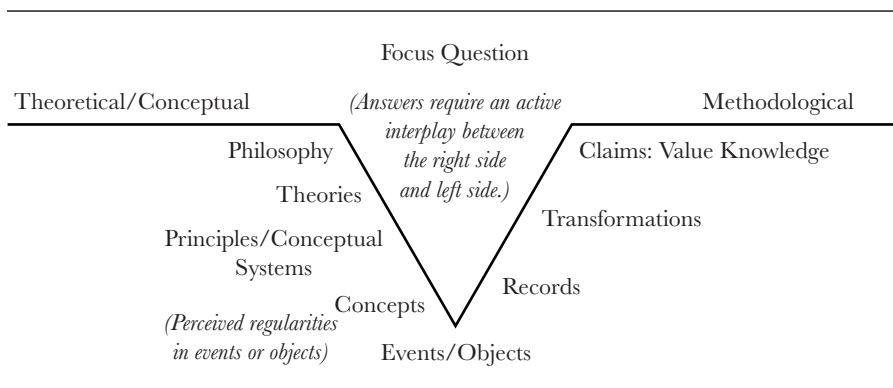 Focus Question
Theoretical/Conceptual
(Answers require an active
interplay between
the right side
and left side.)
Methodological
Philosophy
Theories
Principles/Conceptual
Systems
Concepts
(Perceived regularities
in events or objects)
Claims: Value Knowledge
Transformations
Records
Events/Objects